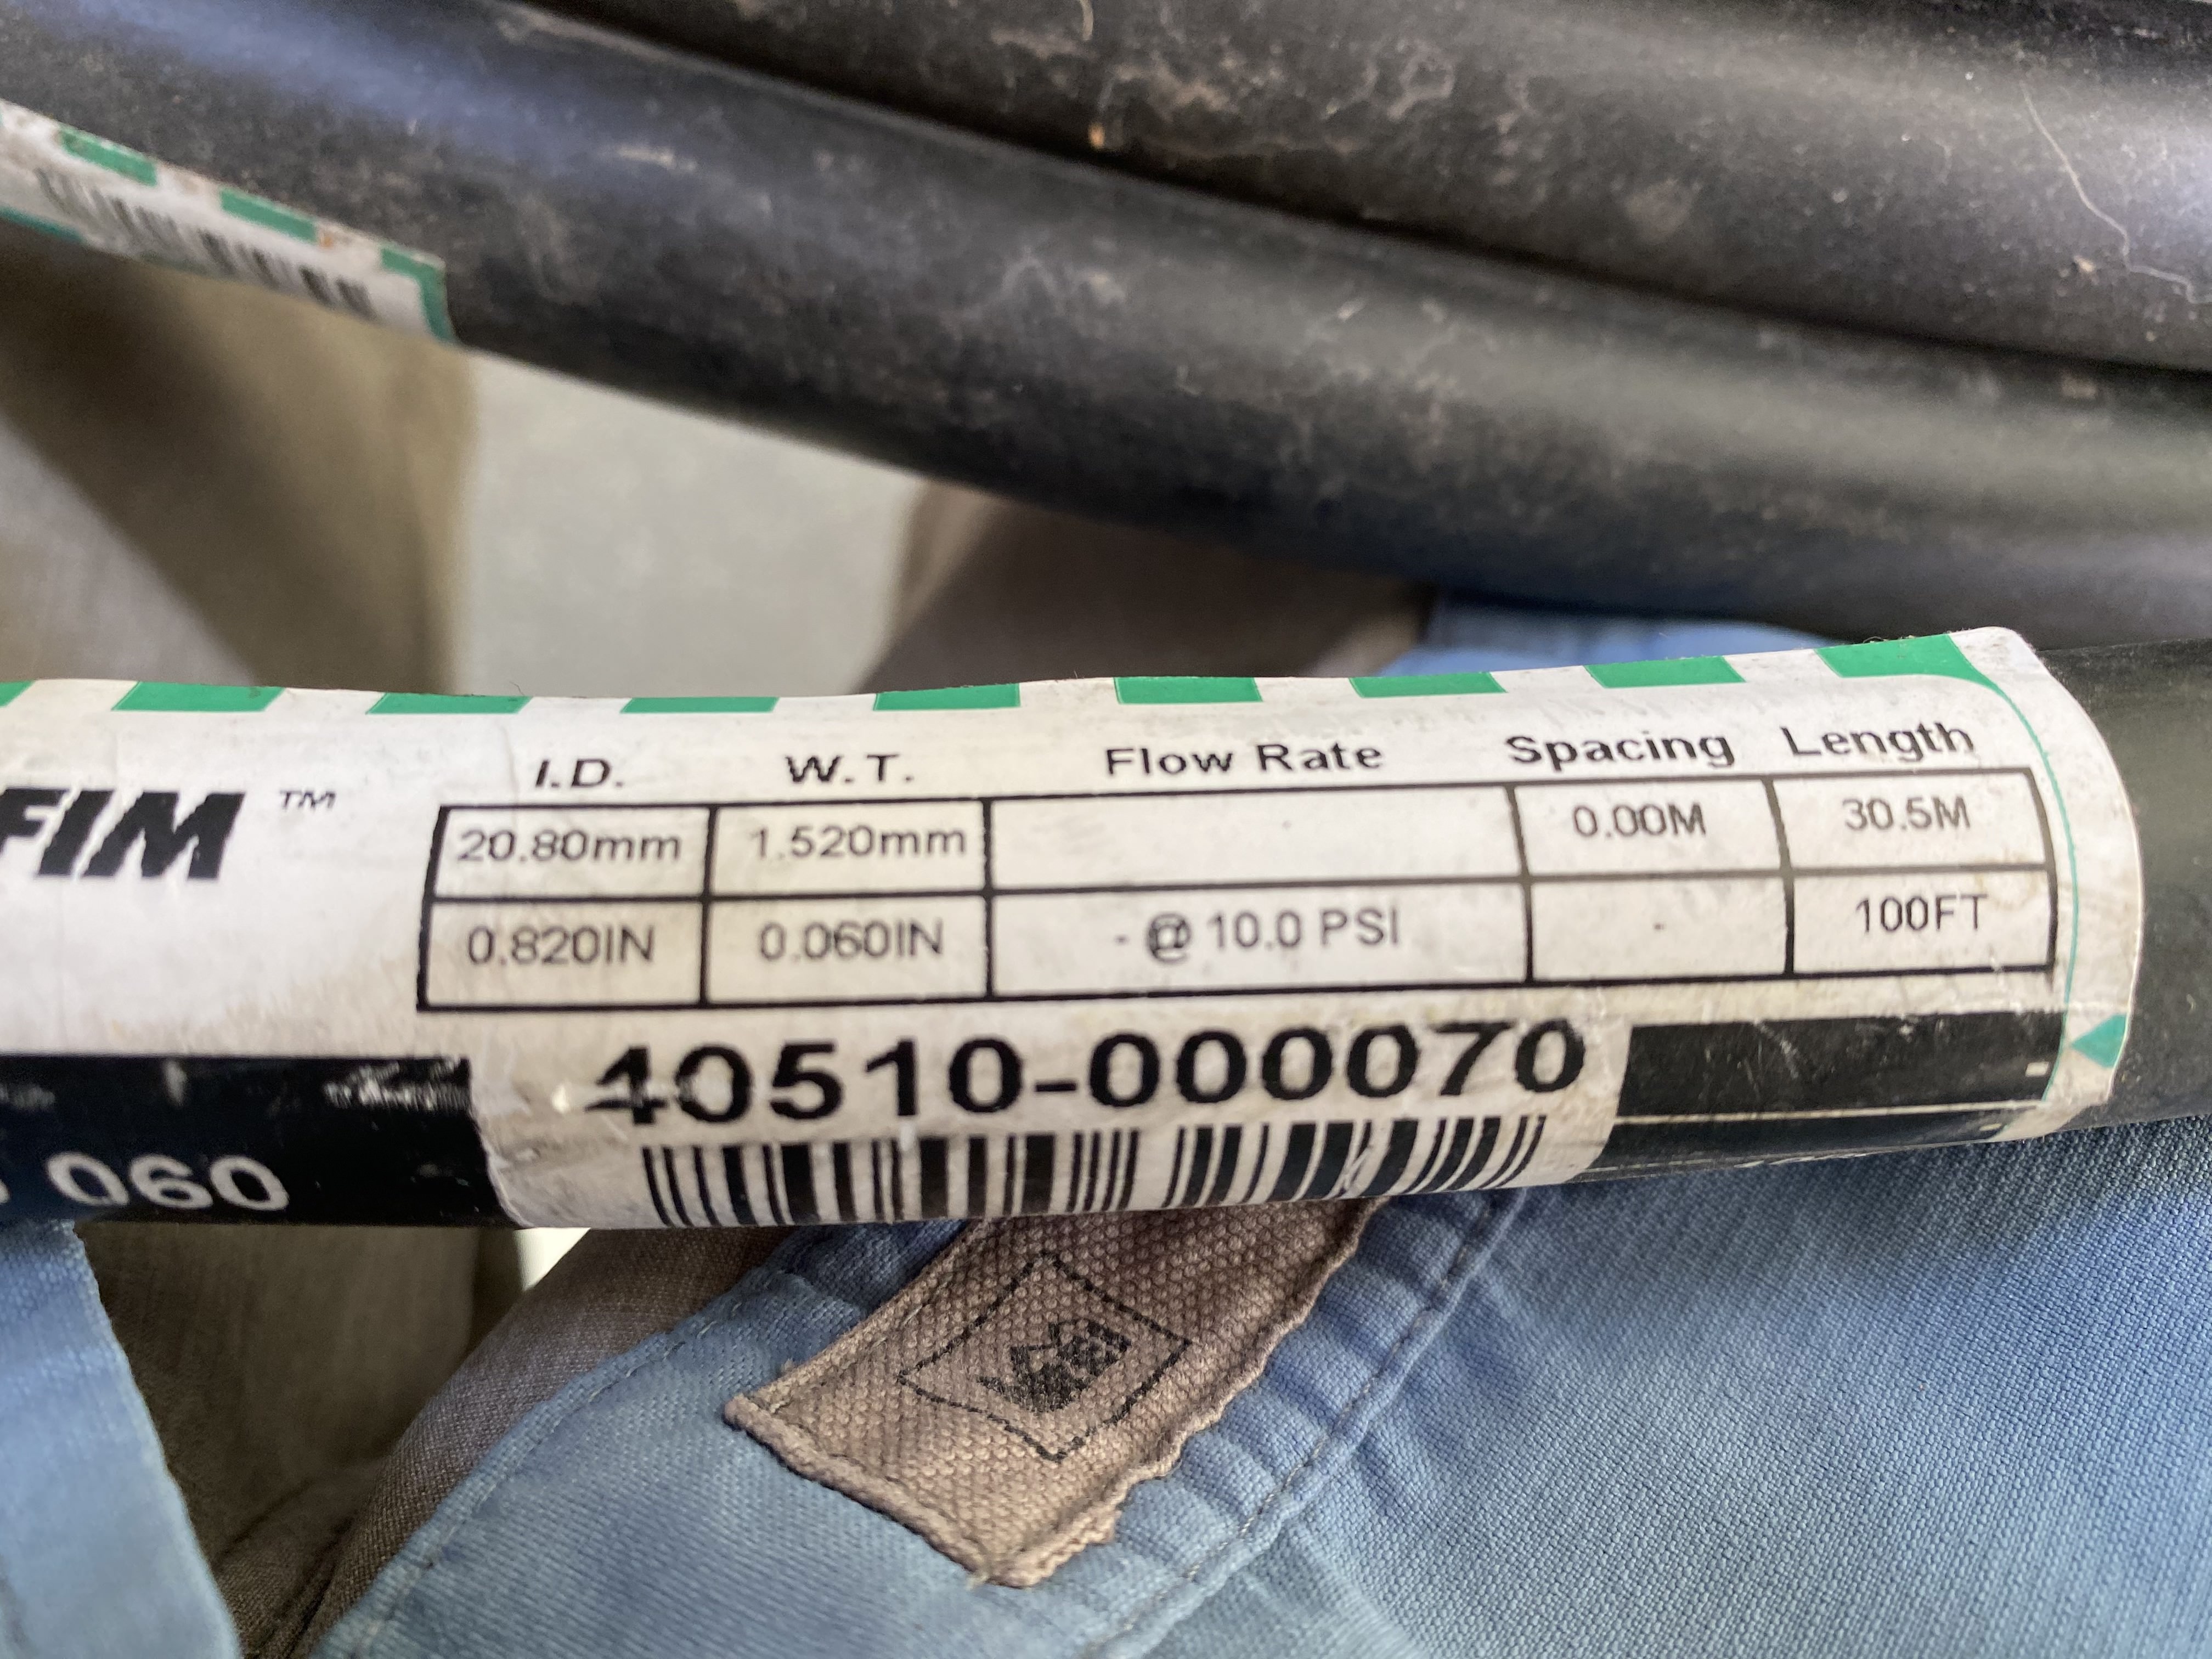 FIM ™
I.D. W.T. Flow Rate Spacing Length
20.80mm 1.520mm 0.00M 30.5M
0.820IN 0.060IN - @ 10.0 PSI - 100FT
40510-000070
060